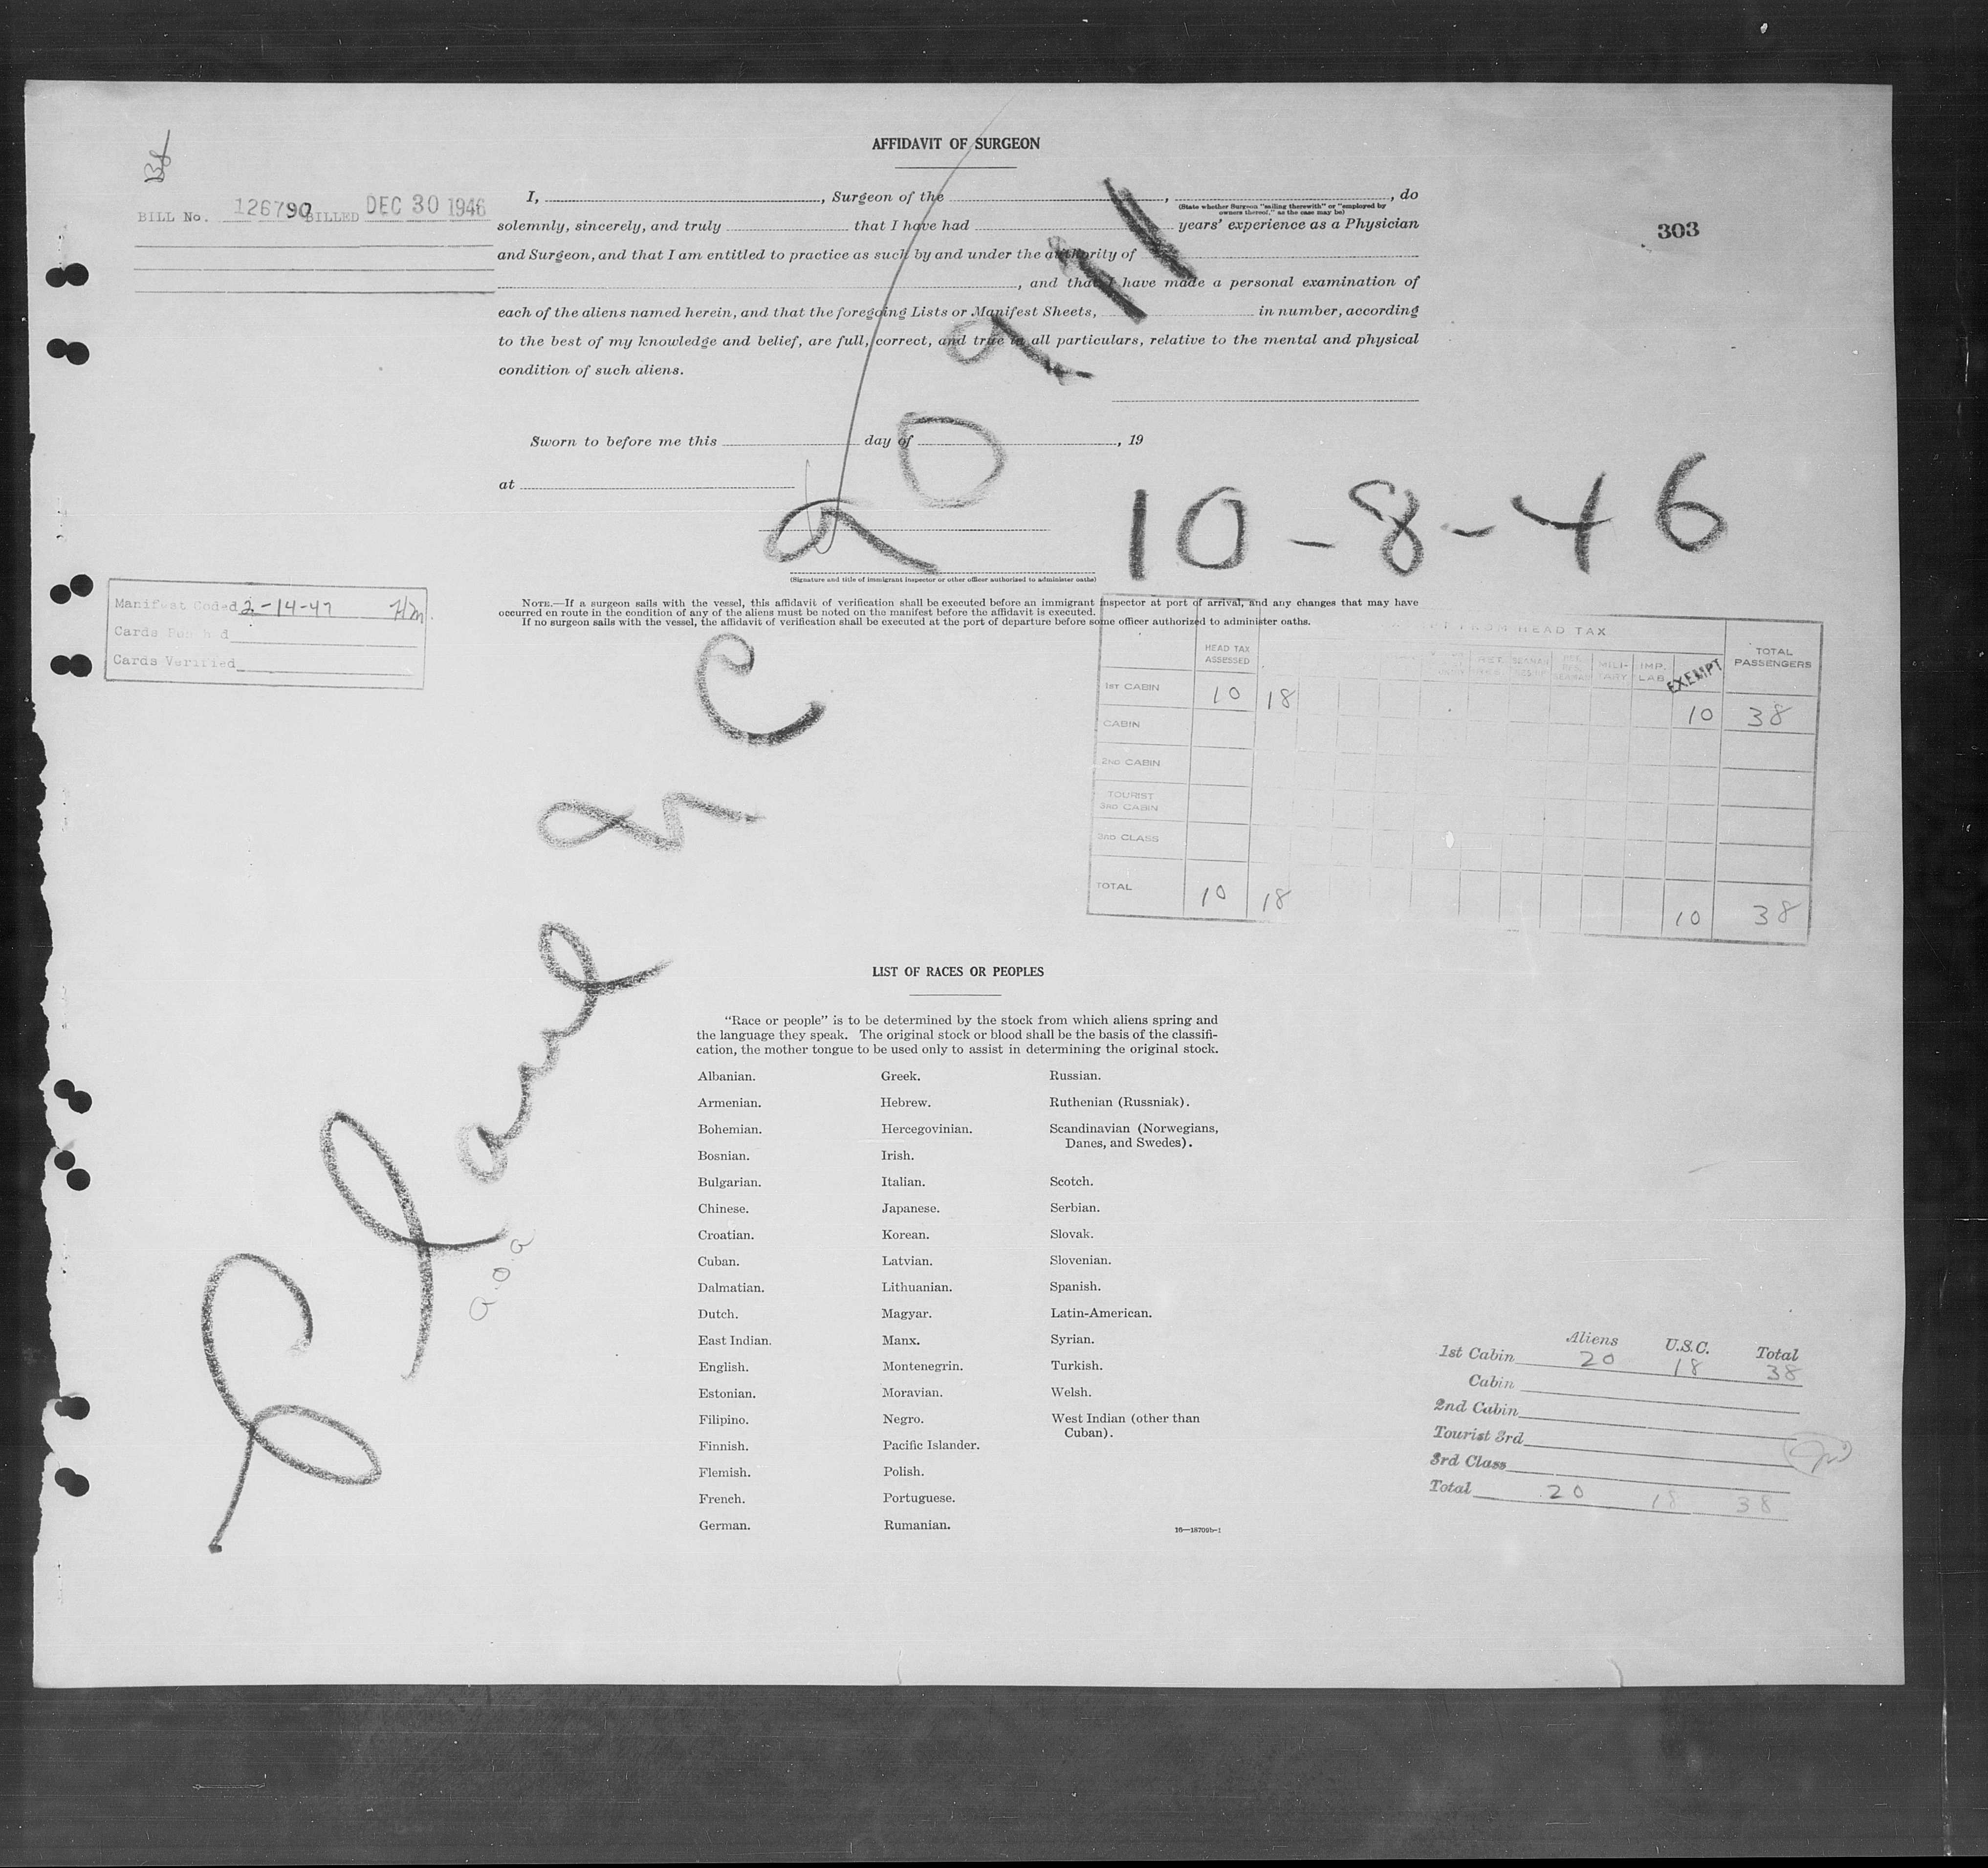 AFFIDAVIT OF SURGEON
BILL No. 126790 BILLED DEC 30 1946
I, , Surgeon of the , , do
(State whether Surgeon "sailing therewith" or "employed by
owners thereof," as the case may be)
solemnly, sincerely, and truly that I have had years' experience as a Physician
303
and Surgeon, and that I am entitled to practice as such by and under the authority of
, and that I have made a personal examination of
each of the aliens named herein, and that the foregoing Lists or Manifest Sheets, in number, according
to the best of my knowledge and belief, are full, correct, and true in all particulars, relative to the mental and physical
condition of such aliens.
Sworn to before me this day of , 19
at
10-8-46
(Signature and title of immigrant inspector or other officer authorized to administer oaths)
NOTE.—If a surgeon sails with the vessel, this affidavit of verification shall be executed before an immigrant inspector at port of arrival, and any changes that may have
occurred en route in the condition of any of the aliens must be noted on the manifest before the affidavit is executed.
If no surgeon sails with the vessel, the affidavit of verification shall be executed at the port of departure before some officer authorized to administer oaths.
Manifest Coded 2-14-47 HM
Cards Punched
Cards Verified
FROM HEAD TAX
HEAD TAX ASSESSED MILITARY IMP. LAB. EXEMPT TOTAL PASSENGERS
1ST CABIN 10 18 10 38
CABIN
2ND CABIN
TOURIST
3RD CABIN
3RD CLASS
TOTAL 10 18 10 38
a.o.a
LIST OF RACES OR PEOPLES
"Race or people" is to be determined by the stock from which aliens spring and
the language they speak. The original stock or blood shall be the basis of the classifi-
cation, the mother tongue to be used only to assist in determining the original stock.
Albanian. Greek. Russian.
Armenian. Hebrew. Ruthenian (Russniak).
Bohemian. Hercegovinian. Scandinavian (Norwegians,
Danes, and Swedes).
Bosnian. Irish.
Bulgarian. Italian. Scotch.
Chinese. Japanese. Serbian.
Croatian. Korean. Slovak.
Cuban. Latvian. Slovenian.
Dalmatian. Lithuanian. Spanish.
Dutch. Magyar. Latin-American.
East Indian. Manx. Syrian.
English. Montenegrin. Turkish.
Estonian. Moravian. Welsh.
Filipino. Negro. West Indian (other than
Cuban).
Finnish. Pacific Islander.
Flemish. Polish.
French. Portuguese.
German. Rumanian.
16—18709b-1
Aliens U.S.C. Total
1st Cabin 20 18 38
Cabin
2nd Cabin
Tourist 3rd
3rd Class
Total 20 18 38